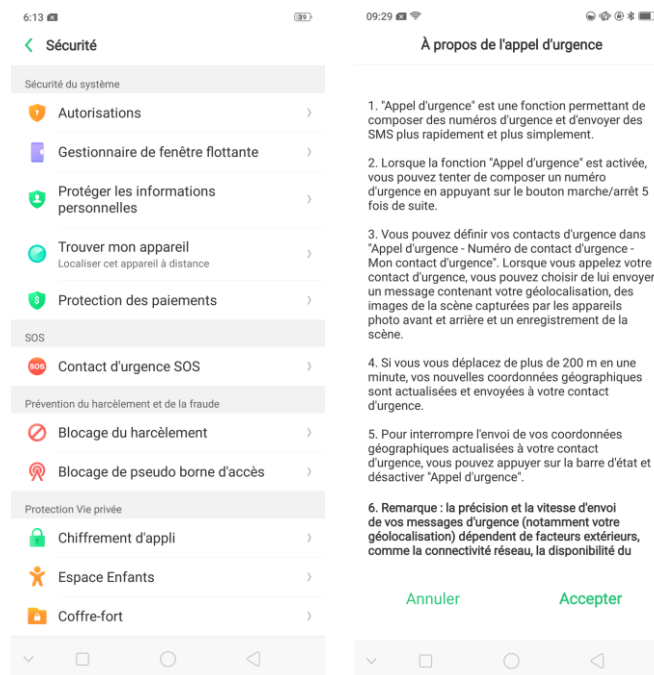 6:13
39
Sécurité
Sécurité du système
Autorisations
Gestionnaire de fenêtre flottante
Protéger les informations
personnelles
Trouver mon appareil
Localiser cet appareil à distance
Protection des paiements
SOS
SOS Contact d'urgence SOS
Prévention du harcèlement et de la fraude
Blocage du harcèlement
Blocage de pseudo borne d'accès
Protection Vie privée
Chiffrement d'appli
Espace Enfants
Coffre-fort
09:29
À propos de l'appel d'urgence
1. "Appel d'urgence" est une fonction permettant de
composer des numéros d'urgence et d'envoyer des
SMS plus rapidement et plus simplement.
2. Lorsque la fonction "Appel d'urgence" est activée,
vous pouvez tenter de composer un numéro
d'urgence en appuyant sur le bouton marche/arrêt 5
fois de suite.
3. Vous pouvez définir vos contacts d'urgence dans
"Appel d'urgence - Numéro de contact d'urgence -
Mon contact d'urgence". Lorsque vous appelez votre
contact d'urgence, vous pouvez choisir de lui envoyer
un message contenant votre géolocalisation, des
images de la scène capturées par les appareils
photo avant et arrière et un enregistrement de la
scène.
4. Si vous vous déplacez de plus de 200 m en une
minute, vos nouvelles coordonnées géographiques
sont actualisées et envoyées à votre contact
d'urgence.
5. Pour interrompre l'envoi de vos coordonnées
géographiques actualisées à votre contact
d'urgence, vous pouvez appuyer sur la barre d'état et
désactiver "Appel d'urgence".
6. Remarque : la précision et la vitesse d'envoi
de vos messages d'urgence (notamment votre
géolocalisation) dépendent de facteurs extérieurs,
comme la connectivité réseau, la disponibilité du
Annuler
Accepter